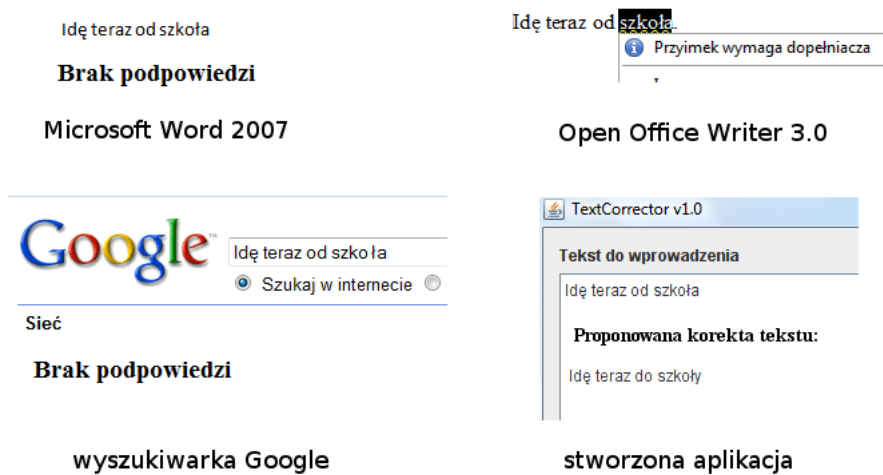 Idę teraz od szkoła
Brak podpowiedzi
Microsoft Word 2007
Idę teraz od szkoła.
Przyimek wymaga dopełniacza
Open Office Writer 3.0
Google™
Idę teraz od szkoła
Szukaj w internecie
Sieć
Brak podpowiedzi
wyszukiwarka Google
TextCorrector v1.0
Tekst do wprowadzenia
Idę teraz od szkoła
Proponowana korekta tekstu:
Idę teraz do szkoły
stworzona aplikacja